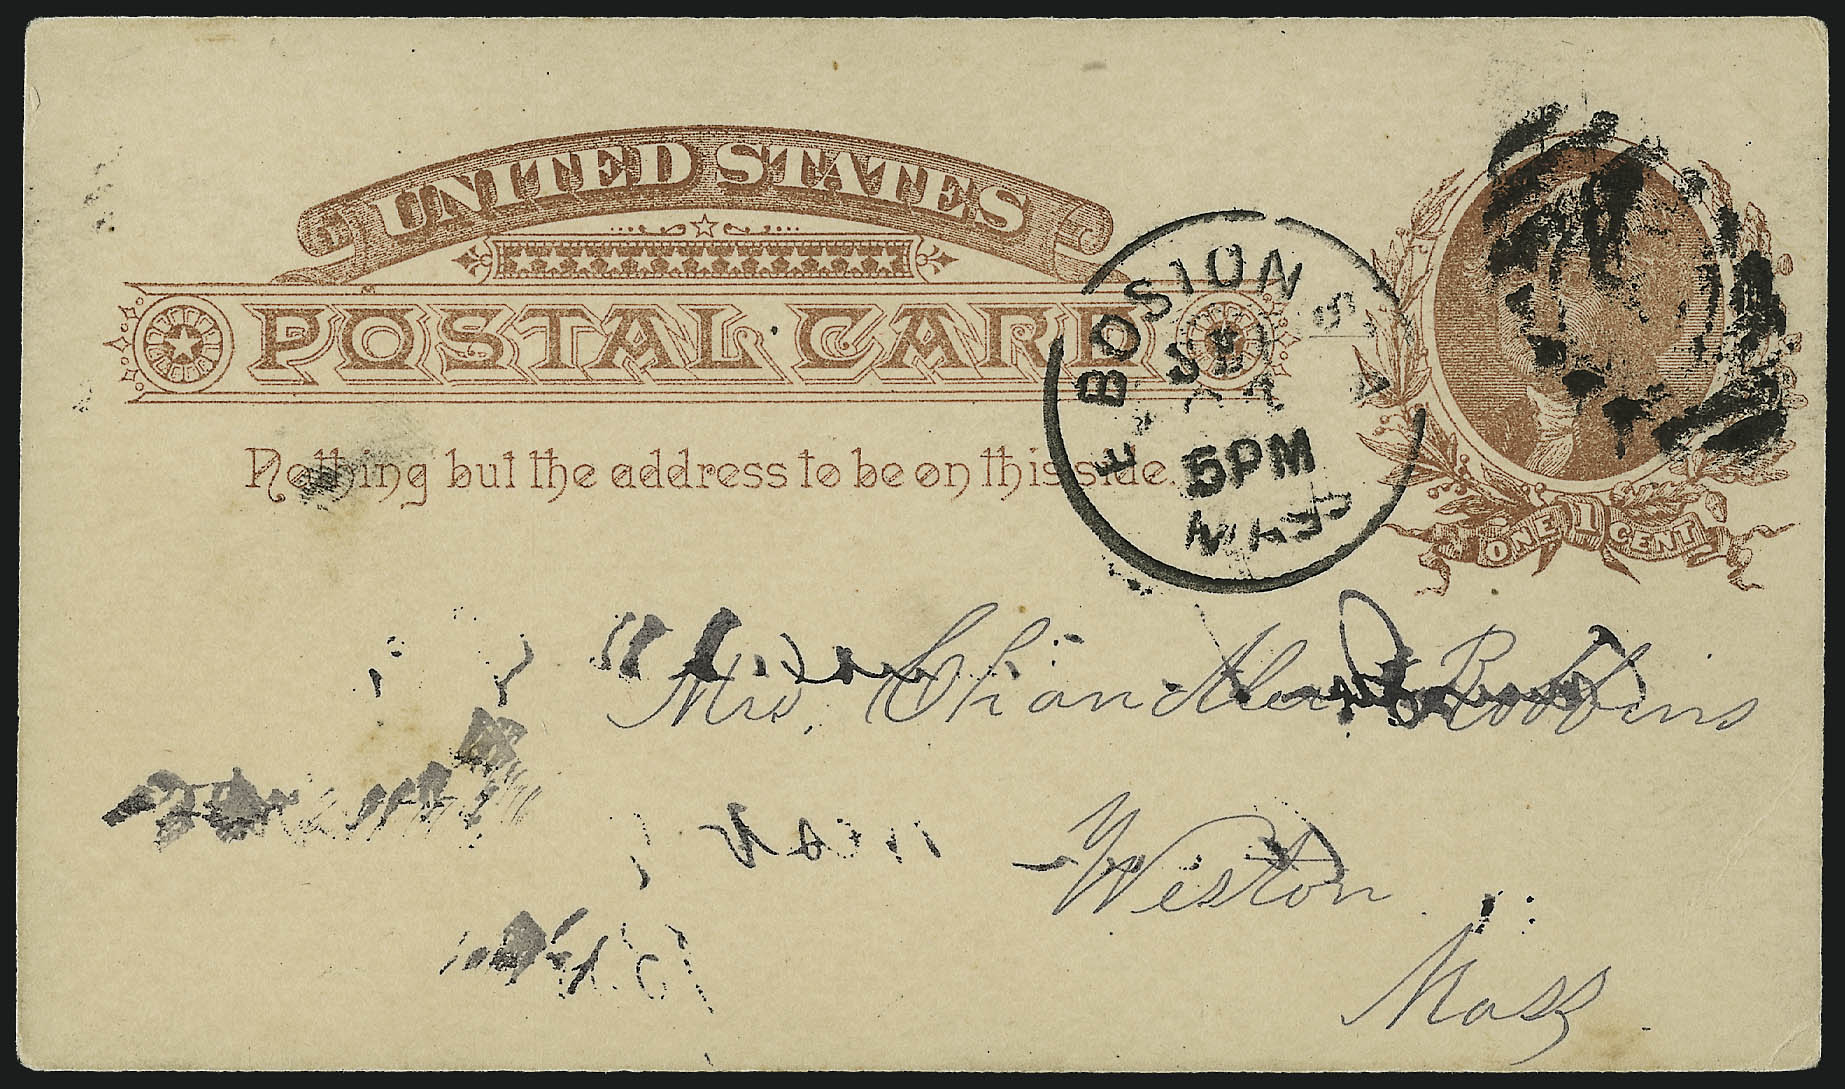 UNITED STATES
POSTAL CARD
Nothing but the address to be on this side.
E. BOSTON STA
5PM
MASS
ONE 1 CENT
Mrs. Chandler Robbins
Weston
Mass.